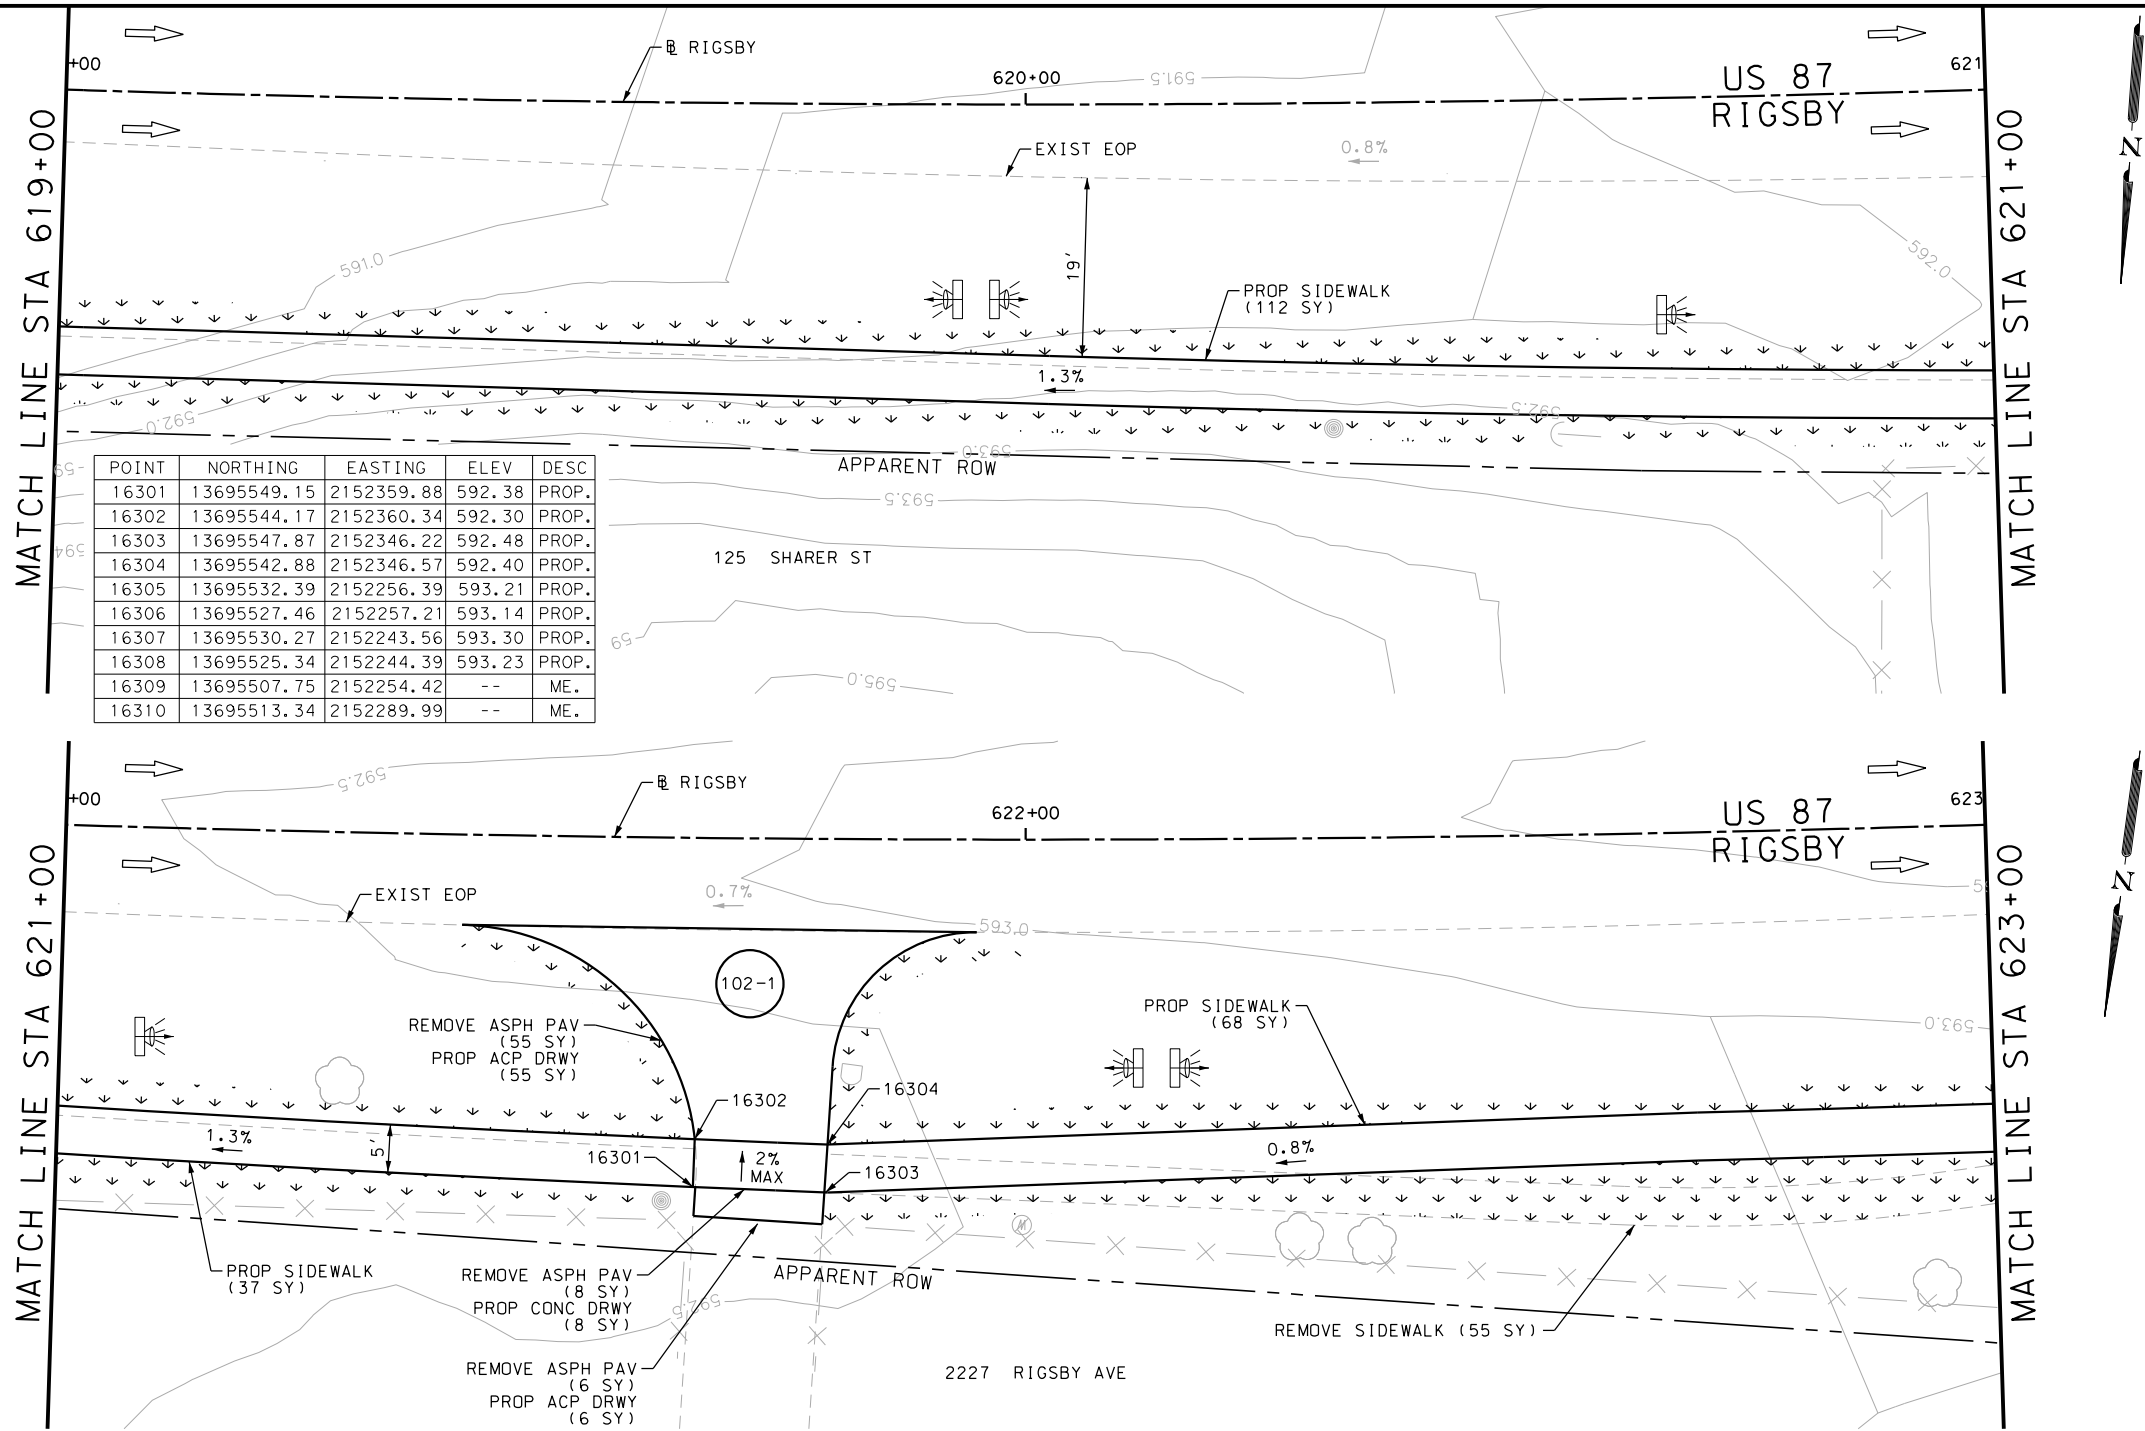 +00
℄ RIGSBY
620+00
591.5
US 87
RIGSBY
621
N
EXIST EOP
0.8%
MATCH LINE STA 619+00
591.0
19'
PROP SIDEWALK
(112 SY)
592.0
MATCH LINE STA 621+00
1.3%
592.0
592.5
593.0
APPARENT ROW
593.5
125 SHARER ST
59
595.0
59
594
POINT NORTHING EASTING ELEV DESC
16301 13695549.15 2152359.88 592.38 PROP.
16302 13695544.17 2152360.34 592.30 PROP.
16303 13695547.87 2152346.22 592.48 PROP.
16304 13695542.88 2152346.57 592.40 PROP.
16305 13695532.39 2152256.39 593.21 PROP.
16306 13695527.46 2152257.21 593.14 PROP.
16307 13695530.27 2152243.56 593.30 PROP.
16308 13695525.34 2152244.39 593.23 PROP.
16309 13695507.75 2152254.42 -- ME.
16310 13695513.34 2152289.99 -- ME.
+00
592.5
℄ RIGSBY
622+00
US 87
RIGSBY
623
N
MATCH LINE STA 621+00
EXIST EOP
0.7%
593.0
5
102-1
REMOVE ASPH PAV
(55 SY)
PROP ACP DRWY
(55 SY)
PROP SIDEWALK
(68 SY)
593.0
MATCH LINE STA 623+00
16302
16304
1.3%
5'
16301
2%
MAX
16303
0.8%
W
PROP SIDEWALK
(37 SY)
REMOVE ASPH PAV
(8 SY)
PROP CONC DRWY
(8 SY)
592.5
APPARENT ROW
REMOVE SIDEWALK (55 SY)
REMOVE ASPH PAV
(6 SY)
PROP ACP DRWY
(6 SY)
2227 RIGSBY AVE